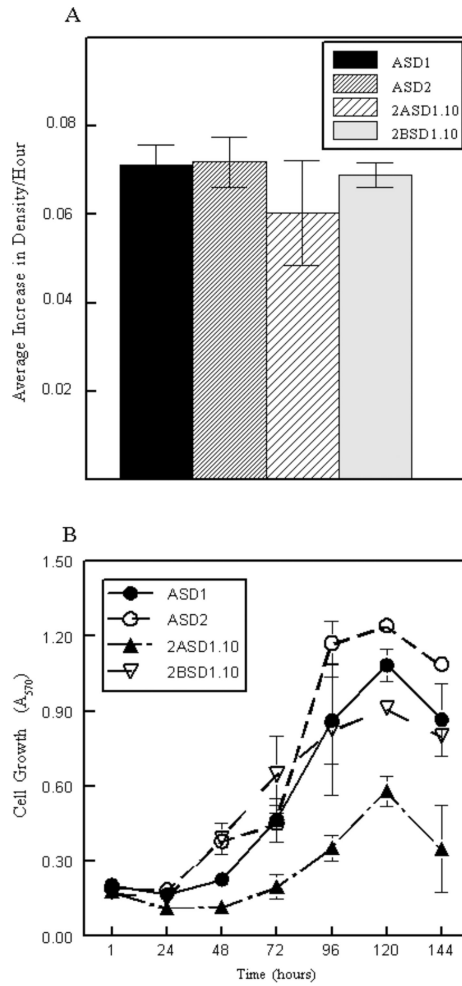 A
ASD1
ASD2
2ASD1.10
2BSD1.10
Average Increase in Density/Hour
0.08
0.06
0.04
0.02
B
1.50
1.20
0.90
0.60
0.30
0.00
Cell Growth (A570)
ASD1
ASD2
2ASD1.10
2BSD1.10
1 24 48 72 96 120 144
Time (hours)